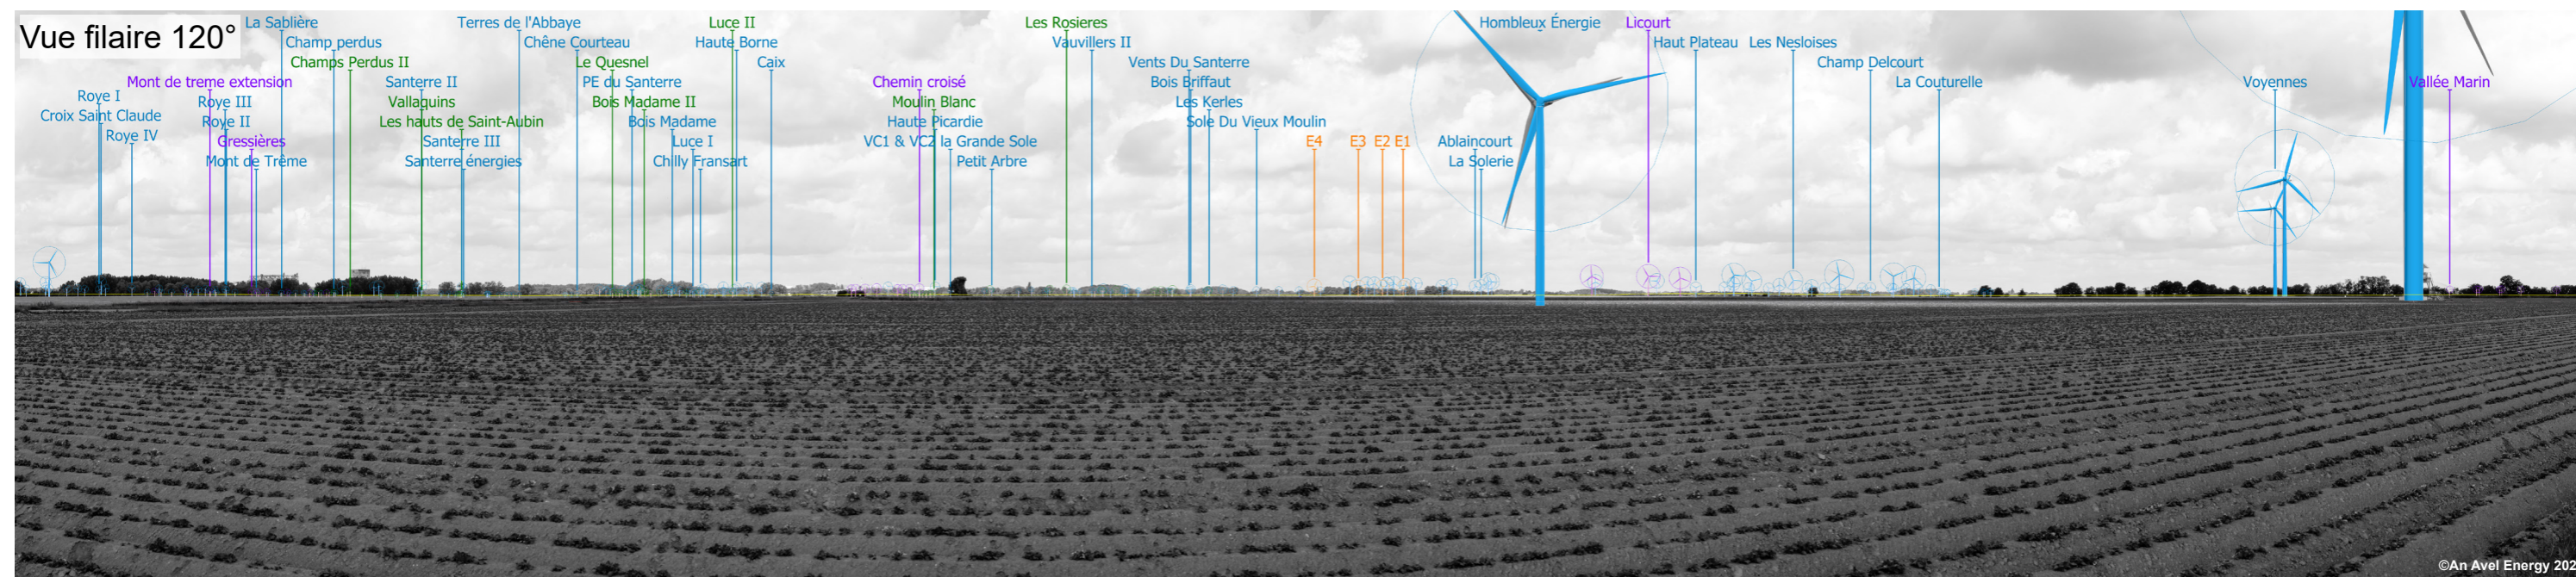 Vue filaire 120°
La Sablière
Terres de l'Abbaye
Luce II
Les Rosieres
Hombleux Énergie
Licourt
Champ perdus
Chêne Courteau
Haute Borne
Vauvillers II
Haut Plateau
Les Nesloises
Champs Perdus II
Le Quesnel
Caix
Vents Du Santerre
Champ Delcourt
Mont de treme extension
Santerre II
PE du Santerre
Chemin croisé
Bois Briffaut
La Couturelle
Voyennes
Vallée Marin
Roye I
Roye III
Vallaquins
Bois Madame II
Moulin Blanc
Les Kerles
Croix Saint Claude
Roye II
Les hauts de Saint-Aubin
Bois Madame
Haute Picardie
Sole Du Vieux Moulin
Roye IV
Gressières
Santerre III
Luce I
VC1 & VC2 la Grande Sole
E4
E3
E2
E1
Ablaincourt
Mont de Trême
Santerre énergies
Chilly Fransart
Petit Arbre
La Solerie
©An Avel Energy 202